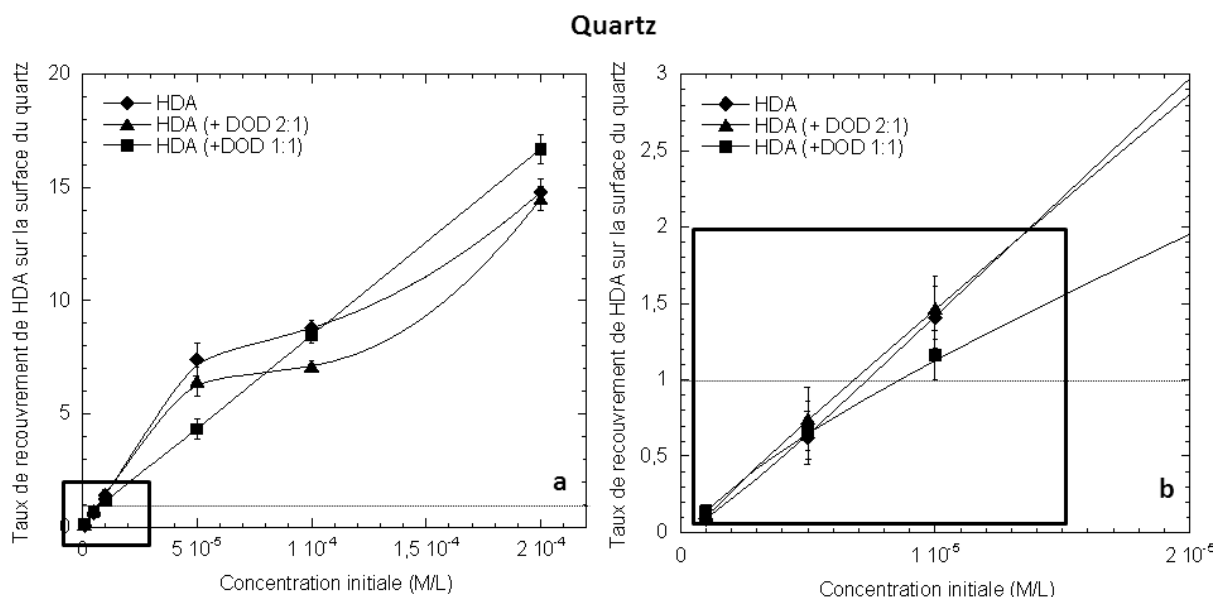 Quartz
Taux de recouvrement de HDA sur la surface du quartz
20
15
10
5
0
HDA
HDA (+ DOD 2:1)
HDA (+DOD 1:1)
a
0
5 10-5
1 10-4
1,5 10-4
2 10-4
Concentration initiale (M/L)
Taux de recouvrement de HDA sur la surface du quartz
3
2,5
2
1,5
1
0,5
0
HDA
HDA (+ DOD 2:1)
HDA (+DOD 1:1)
b
0
1 10-5
2 10-5
Concentration initiale (M/L)